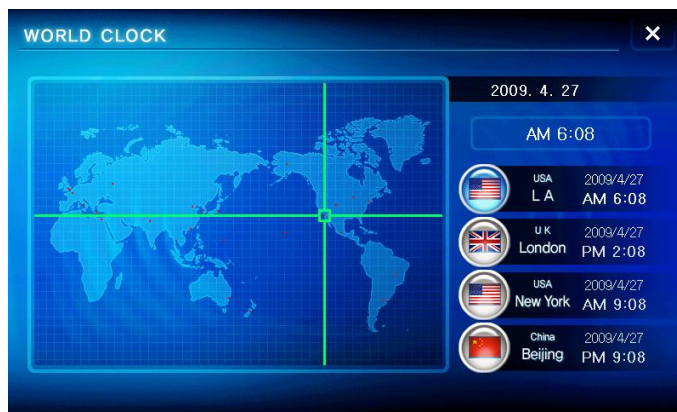 WORLD CLOCK
2009. 4. 27
AM 6:08
USA 2009/4/27
L A AM 6:08
U K 2009/4/27
London PM 2:08
USA 2009/4/27
New York AM 9:08
China 2009/4/27
Beijing PM 9:08